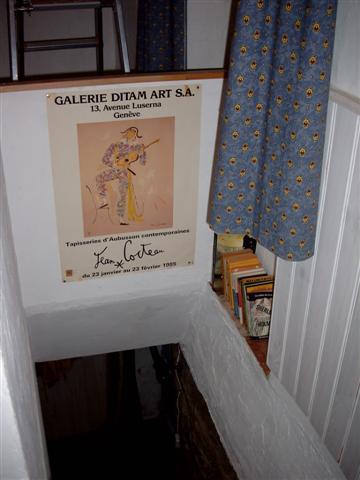 GALERIE DITAM ART S.A.
13, Avenue Luserna
Genève
Tapisseries d'Aubusson contemporaines
Jean Cocteau
du 23 janvier au 23 février 1985